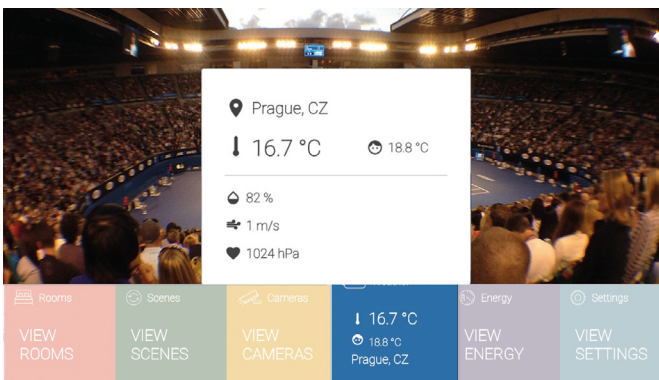 Prague, CZ
16.7 °C
18.8 °C
82 %
1 m/s
1024 hPa
Rooms
VIEW
ROOMS
Scenes
VIEW
SCENES
Cameras
VIEW
CAMERAS
16.7 °C
18.8 °C
Prague, CZ
Energy
VIEW
ENERGY
Settings
VIEW
SETTINGS